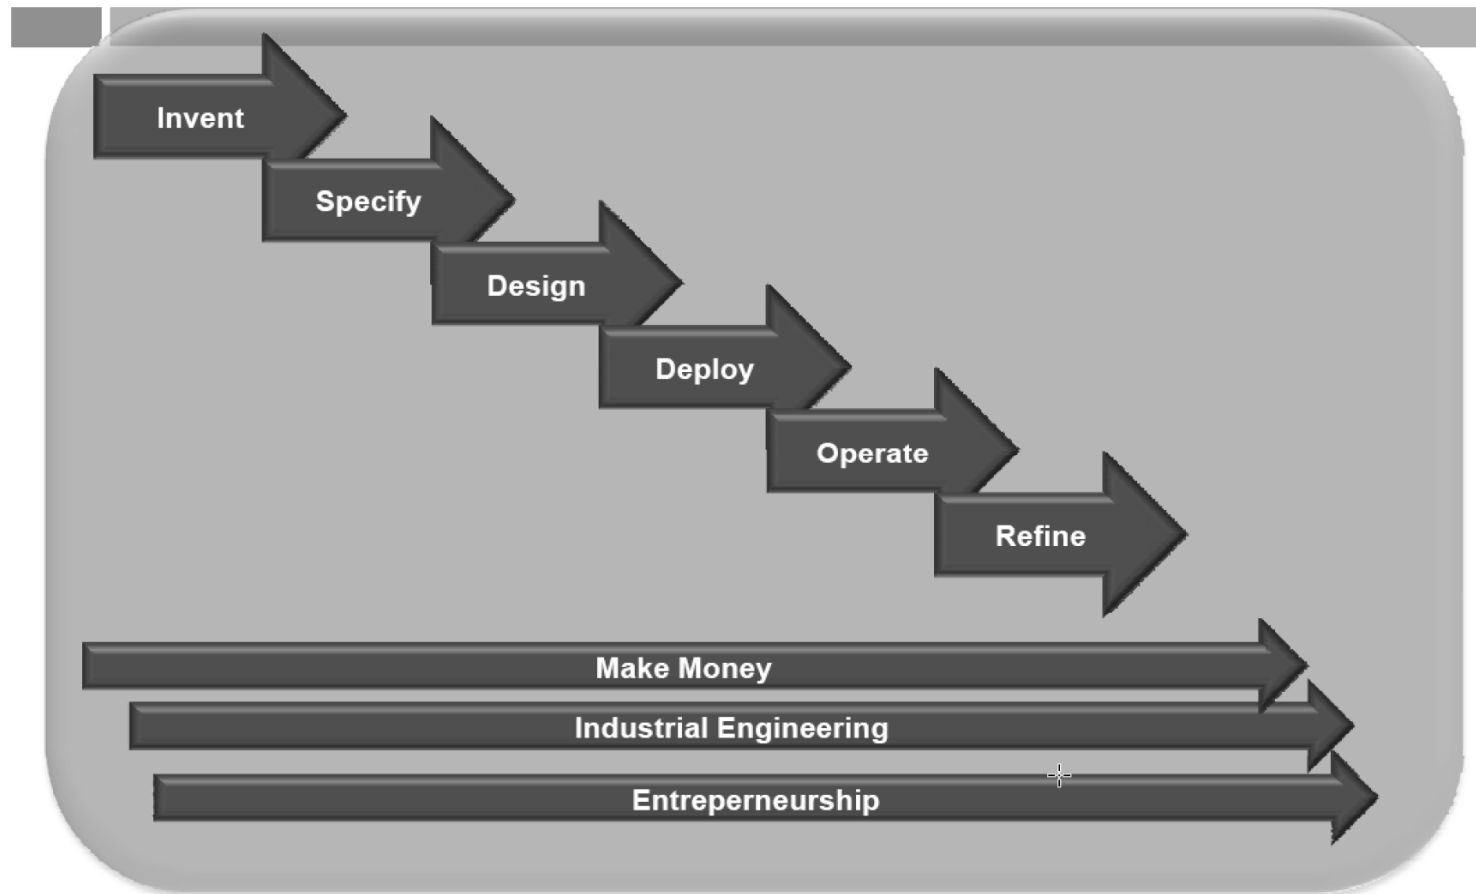 Invent
Specify
Design
Deploy
Operate
Refine
Make Money
Industrial Engineering
Entreperneurship